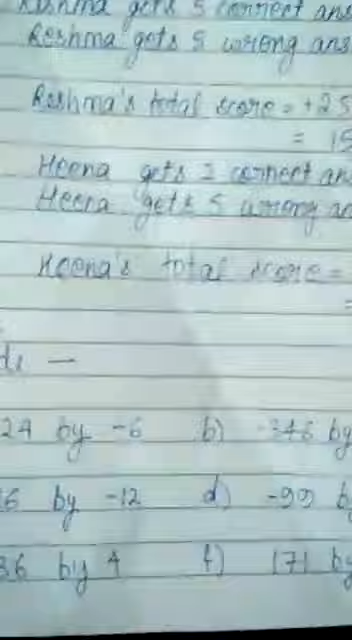 Reshma gets 5 correct ans
Reshma gets 5 wrong ans
Reshma's total score = +25
= 15
Heena gets 2 correct an
Heena gets 5 wrong an
Heena's total score =
=
de —
24 by -6 b) -346 by
6 by -12 d) -99 b
36 by 4 f) 171 by